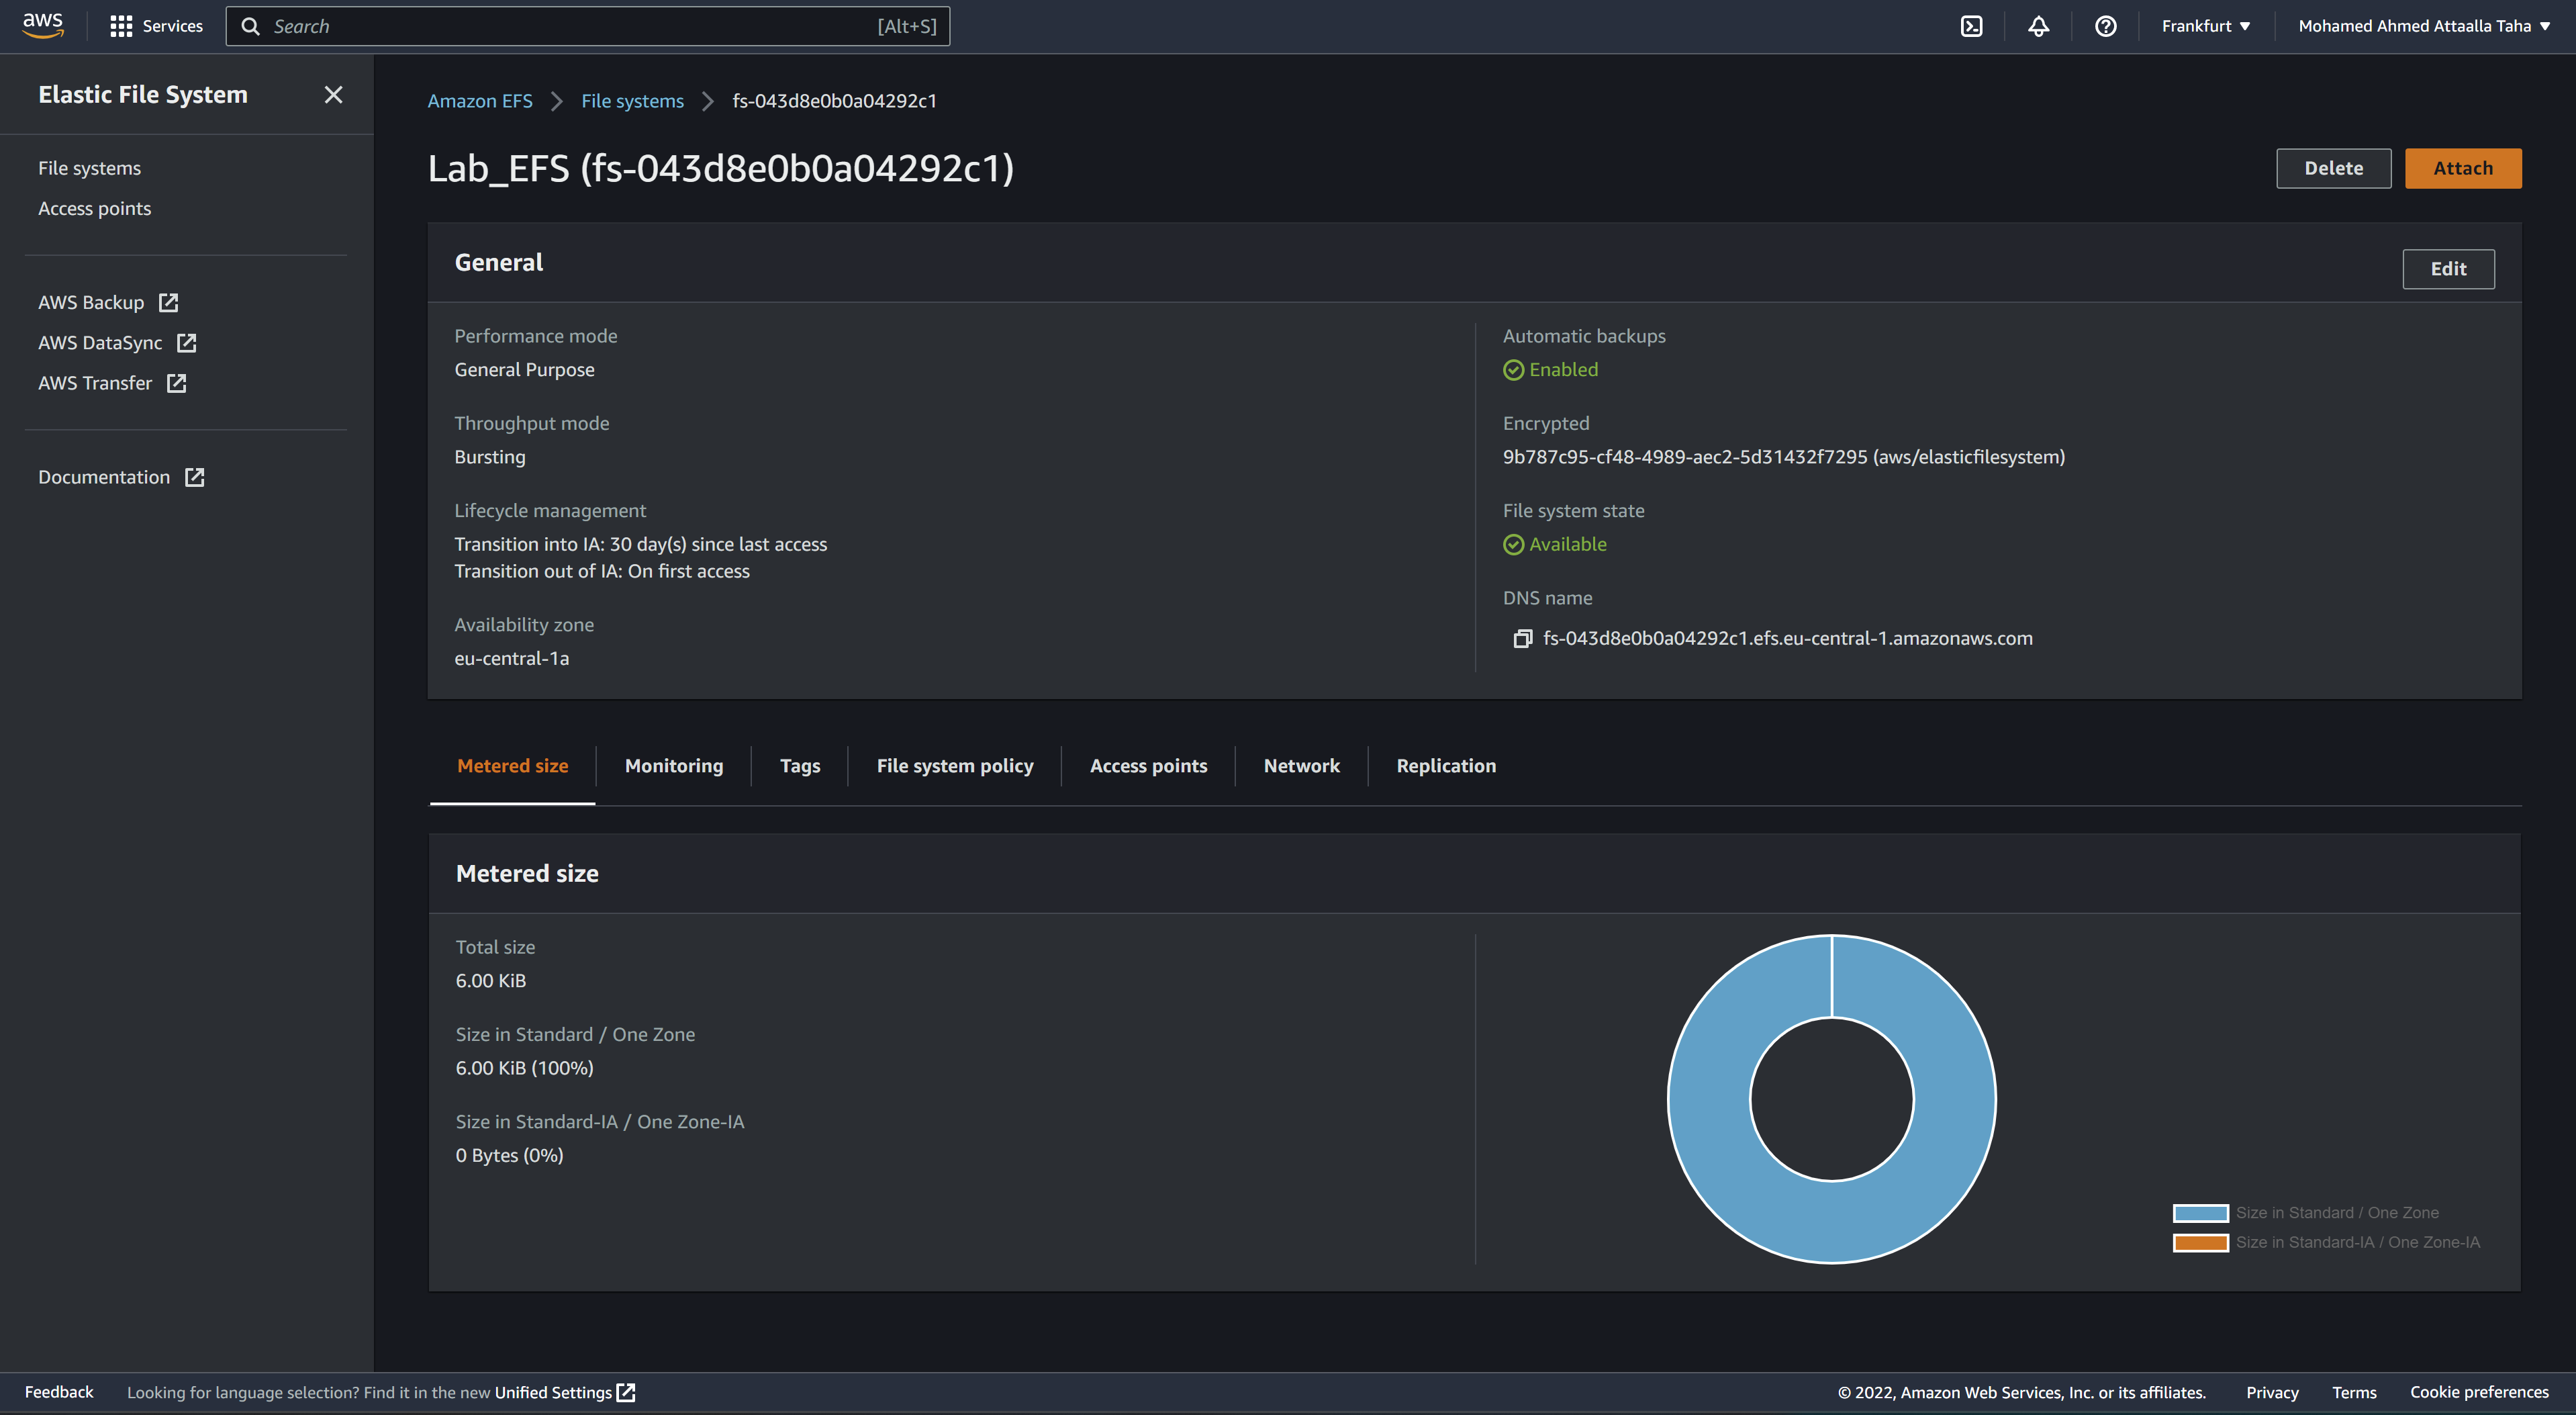 aws
Services
Search
[Alt+S]
Frankfurt
Mohamed Ahmed Attaalla Taha
Elastic File System
File systems
Access points
AWS Backup
AWS DataSync
AWS Transfer
Documentation
Amazon EFS
File systems
fs-043d8e0b0a04292c1
Lab_EFS (fs-043d8e0b0a04292c1)
Delete
Attach
General
Edit
Performance mode
General Purpose
Throughput mode
Bursting
Lifecycle management
Transition into IA: 30 day(s) since last access
Transition out of IA: On first access
Availability zone
eu-central-1a
Automatic backups
Enabled
Encrypted
9b787c95-cf48-4989-aec2-5d31432f7295 (aws/elasticfilesystem)
File system state
Available
DNS name
fs-043d8e0b0a04292c1.efs.eu-central-1.amazonaws.com
Metered size
Monitoring
Tags
File system policy
Access points
Network
Replication
Metered size
Total size
6.00 KiB
Size in Standard / One Zone
6.00 KiB (100%)
Size in Standard-IA / One Zone-IA
0 Bytes (0%)
Size in Standard / One Zone
Size in Standard-IA / One Zone-IA
Feedback
Looking for language selection? Find it in the new Unified Settings
© 2022, Amazon Web Services, Inc. or its affiliates.
Privacy
Terms
Cookie preferences